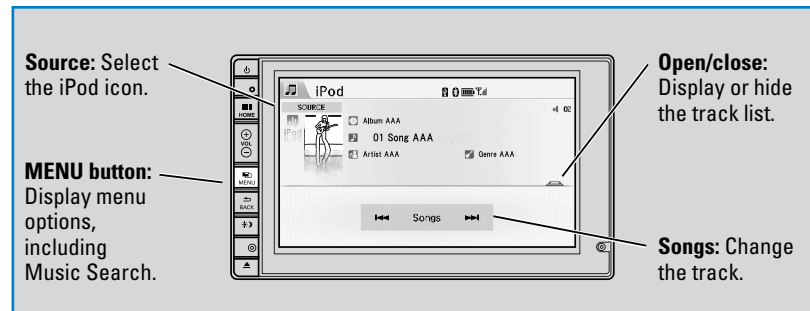 Source: Select
the iPod icon.
MENU button:
Display menu
options,
including
Music Search.
HOME
VOL
MENU
BACK
iPod
SOURCE
iPod
02
Album AAA
01 Song AAA
Artist AAA
Genre AAA
Songs
Open/close:
Display or hide
the track list.
Songs: Change
the track.